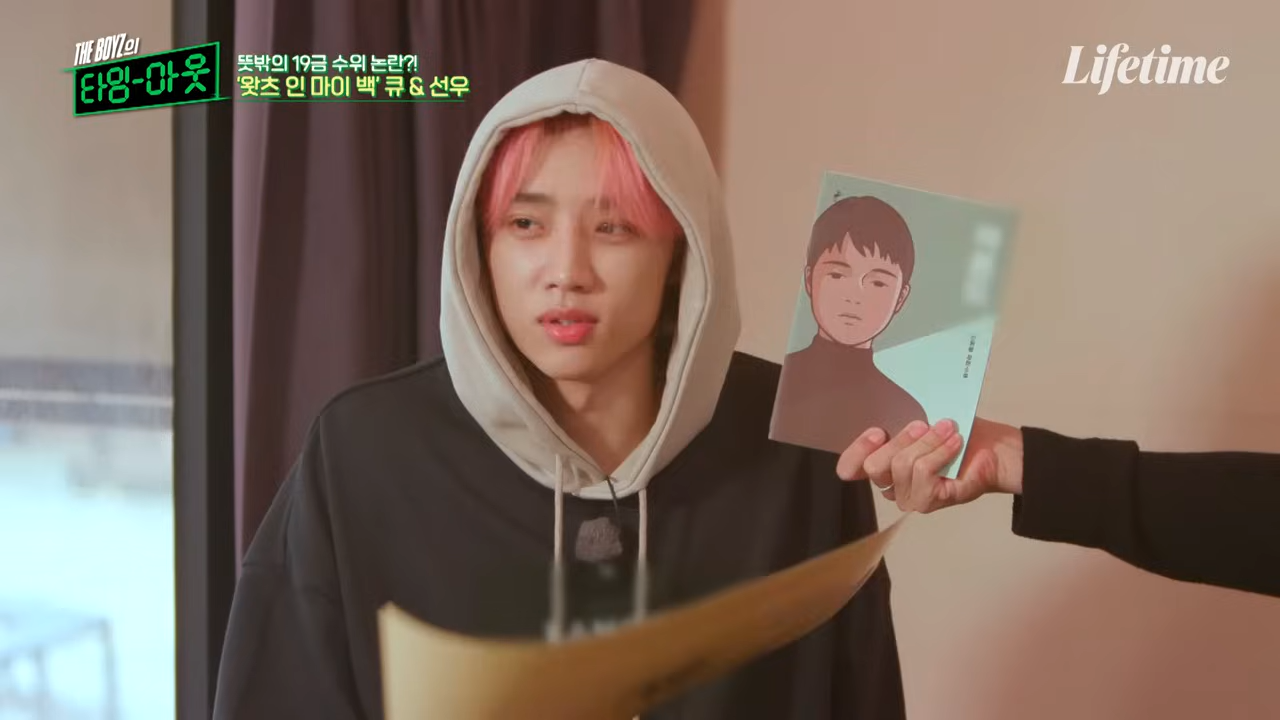 THE BOYZ의
타임-아웃
뜻밖의 19금 수위 논란?!
'왓츠 인 마이 백' 큐 & 선우
Lifetime